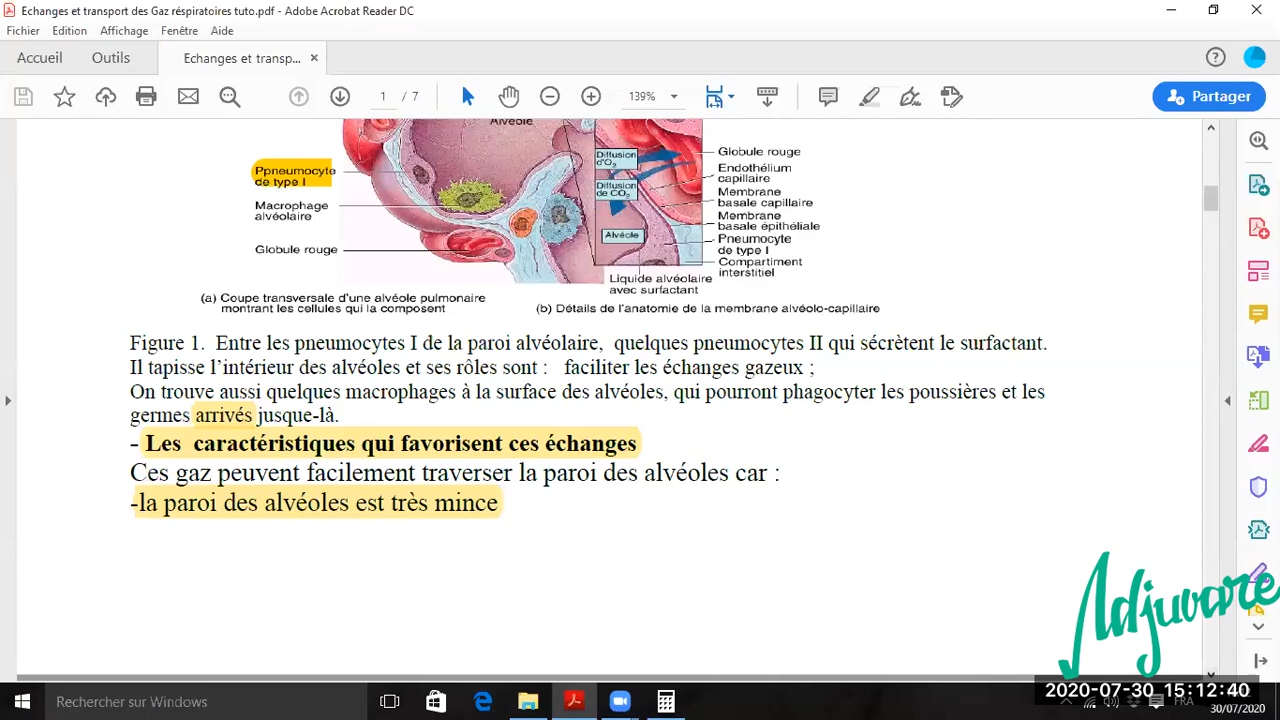 Echanges et transport des Gaz réspiratoires tuto.pdf - Adobe Acrobat Reader DC
Fichier Edition Affichage Fenêtre Aide
Accueil Outils Echanges et transp... ×
1 / 7 139% Partager
Alvéole
Ppneumocyte
de type I
Macrophage
alvéolaire
Globule rouge
Diffusion
d'O2
Diffusion
de CO2
Alvéole
Globule rouge
Endothélium
capillaire
Membrane
basale capillaire
Membrane
basale épithéliale
Pneumocyte
de type I
Compartiment
interstitiel
Liquide alvéolaire
avec surfactant
(a) Coupe transversale d'une alvéole pulmonaire
montrant les cellules qui la composent
(b) Détails de l'anatomie de la membrane alvéolo-capillaire
Figure 1. Entre les pneumocytes I de la paroi alvéolaire, quelques pneumocytes II qui sécrètent le surfactant.
Il tapisse l'intérieur des alvéoles et ses rôles sont : faciliter les échanges gazeux ;
On trouve aussi quelques macrophages à la surface des alvéoles, qui pourront phagocyter les poussières et les
germes arrivés jusque-là.
- Les caractéristiques qui favorisent ces échanges
Ces gaz peuvent facilement traverser la paroi des alvéoles car :
-la paroi des alvéoles est très mince
Adjuvare
2020-07-30 15:12:40
Rechercher sur Windows
FRA
30/07/2020